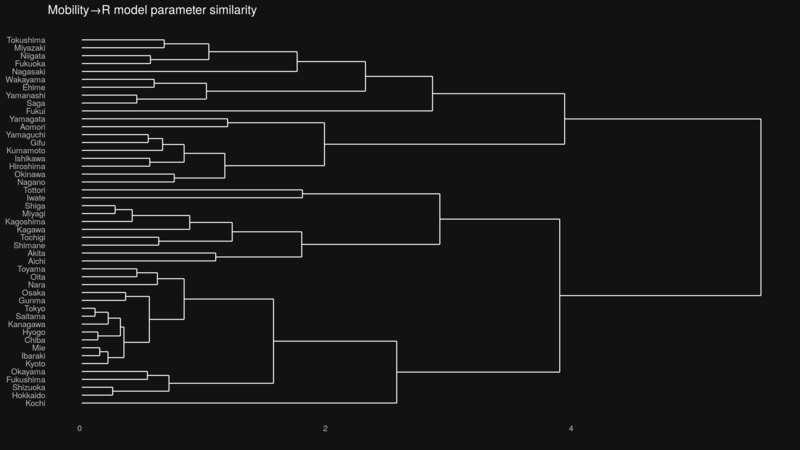 Mobility→R model parameter similarity
Tokushima
Miyazaki
Niigata
Fukuoka
Nagasaki
Wakayama
Ehime
Yamanashi
Saga
Fukui
Yamagata
Aomori
Yamaguchi
Gifu
Kumamoto
Ishikawa
Hiroshima
Okinawa
Nagano
Tottori
Iwate
Shiga
Miyagi
Kagoshima
Kagawa
Tochigi
Shimane
Akita
Aichi
Toyama
Oita
Nara
Osaka
Gunma
Tokyo
Saitama
Kanagawa
Hyogo
Chiba
Mie
Ibaraki
Kyoto
Okayama
Fukushima
Shizuoka
Hokkaido
Kochi
0 2 4